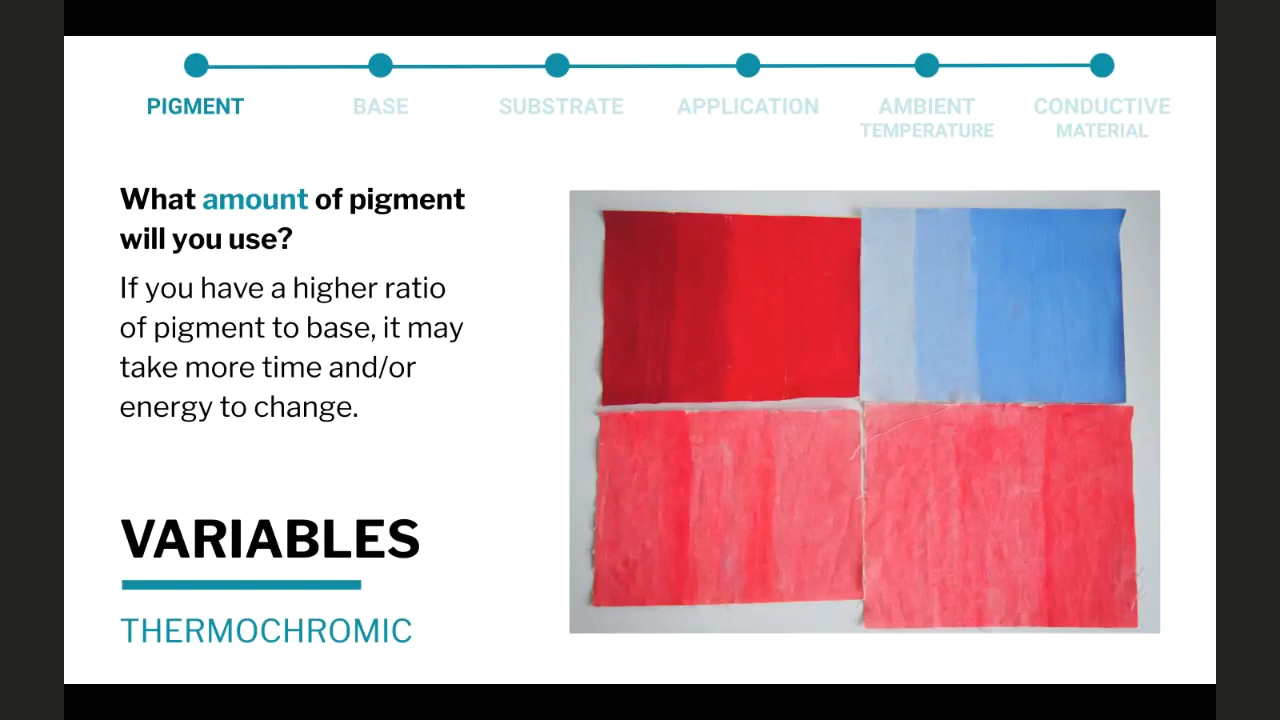 PIGMENT
BASE
SUBSTRATE
APPLICATION
AMBIENT
TEMPERATURE
CONDUCTIVE
MATERIAL
What amount of pigment
will you use?
If you have a higher ratio
of pigment to base, it may
take more time and/or
energy to change.
VARIABLES
THERMOCHROMIC